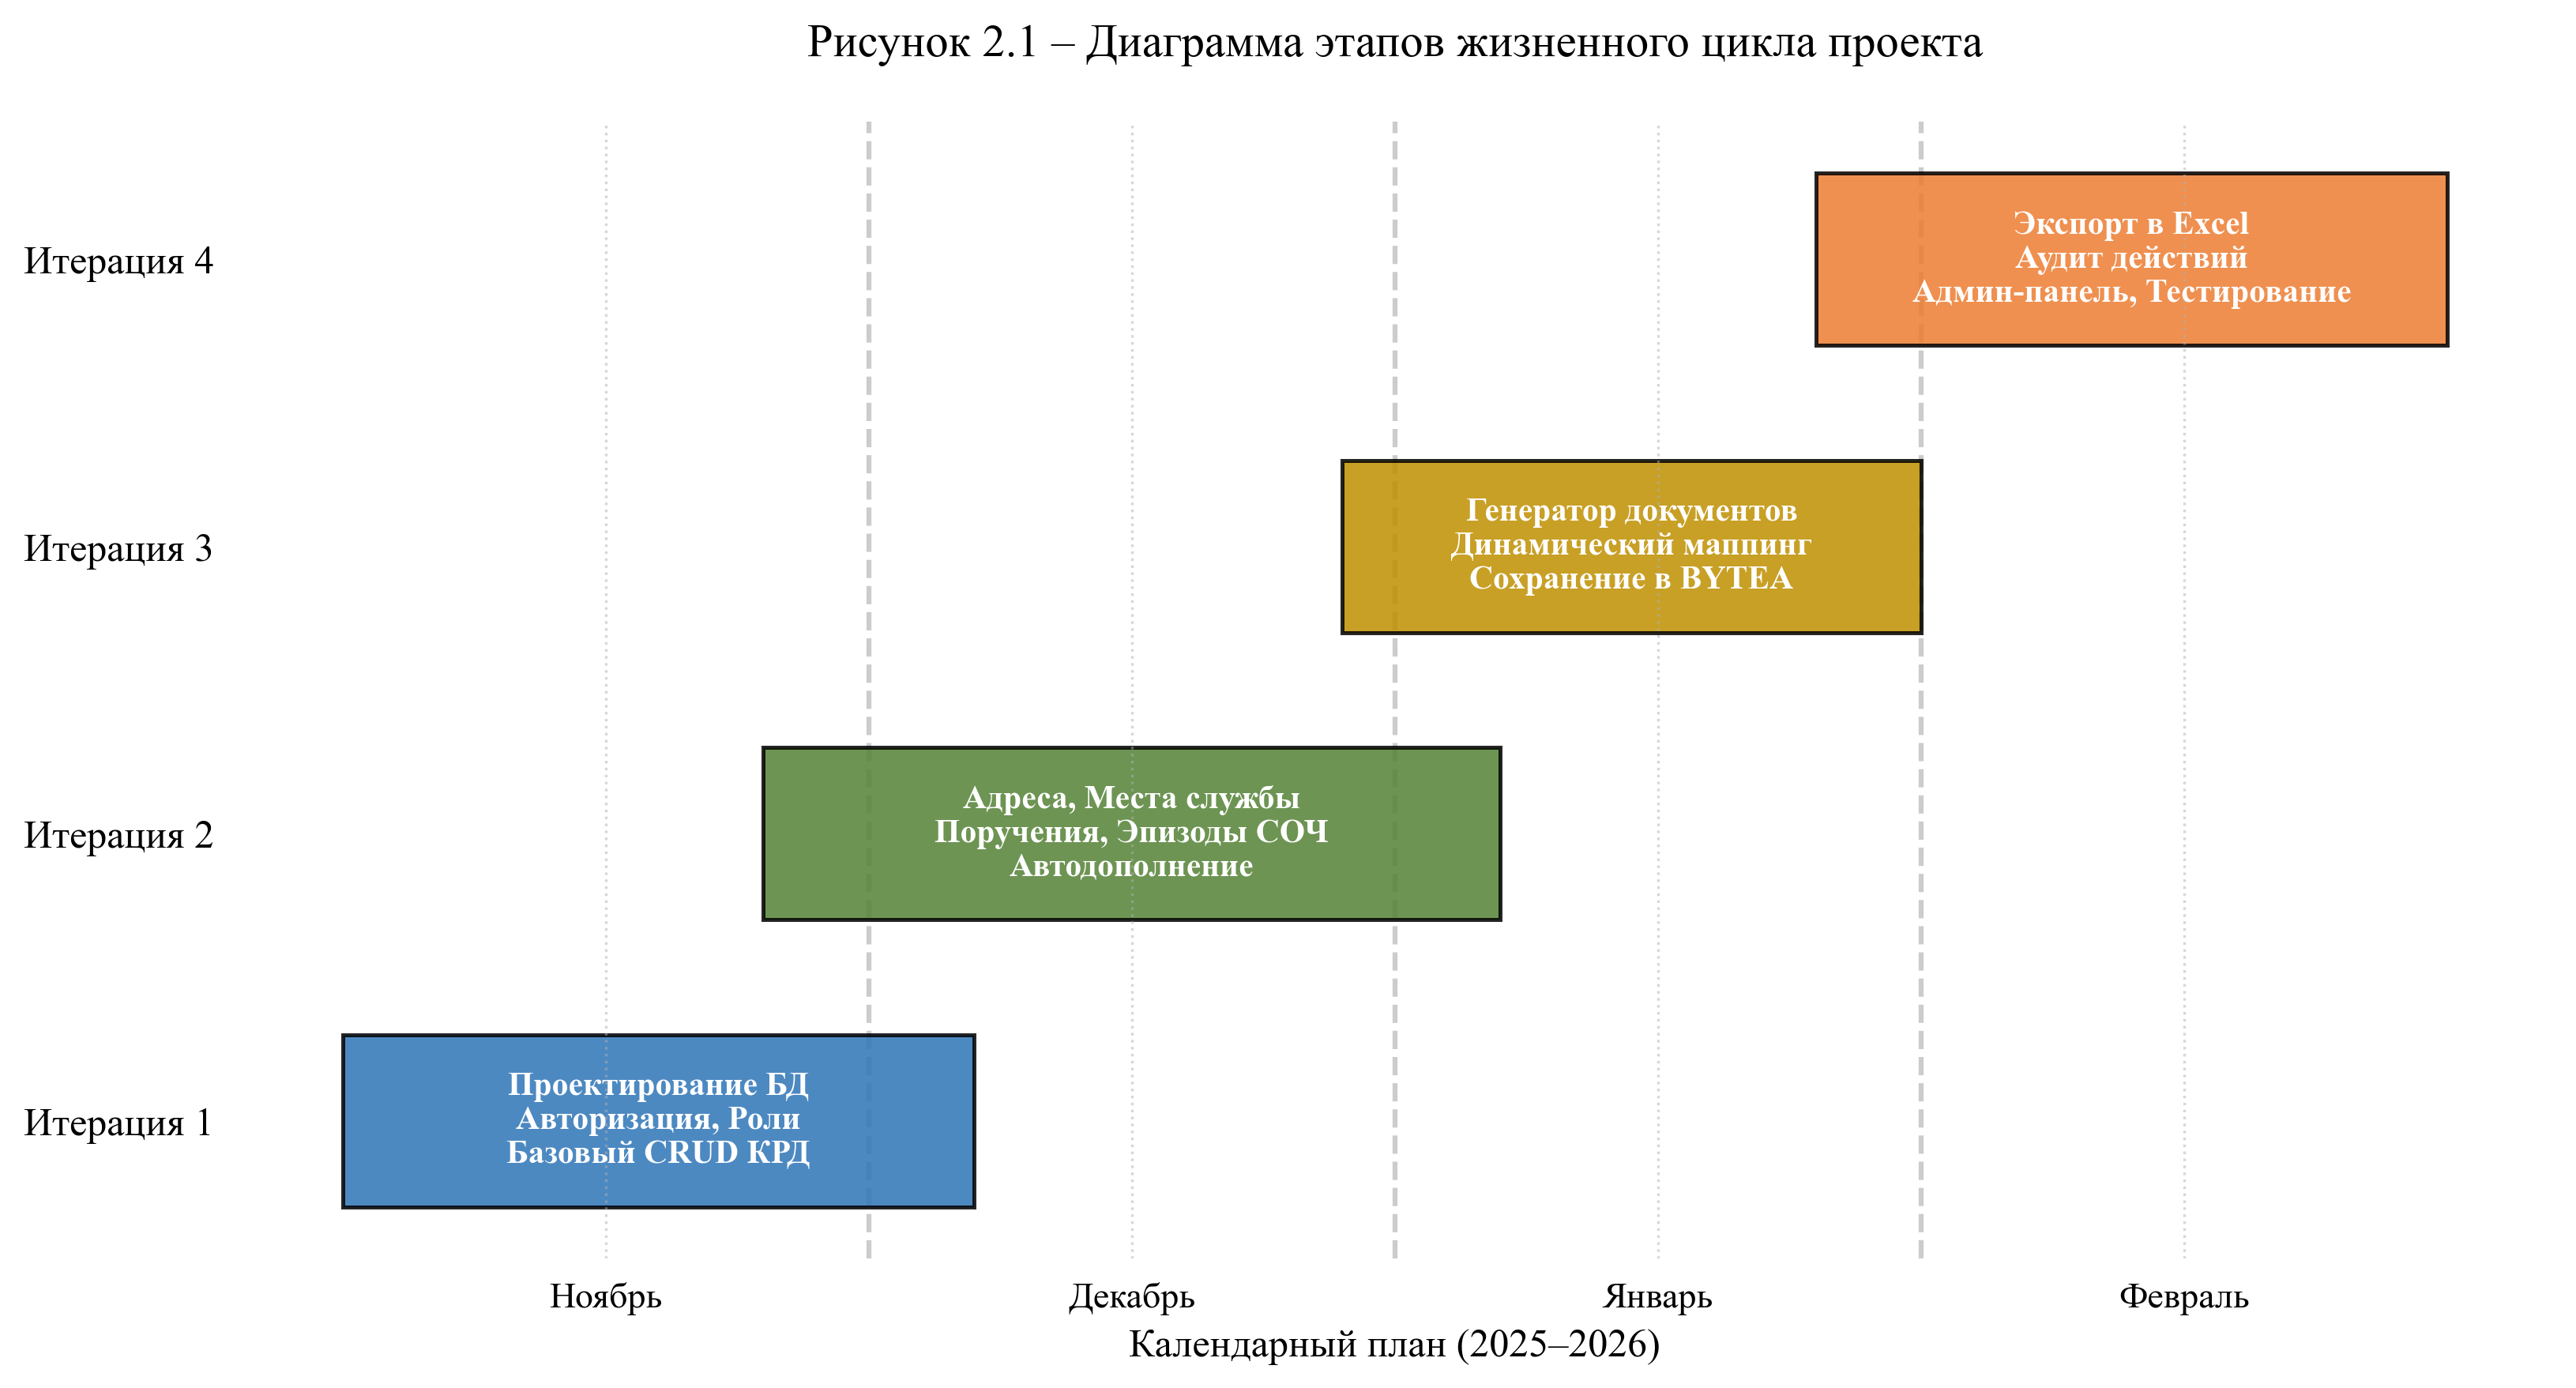 Рисунок 2.1 – Диаграмма этапов жизненного цикла проекта
Итерация 4
Экспорт в Excel
Аудит действий
Админ-панель, Тестирование
Итерация 3
Генератор документов
Динамический маппинг
Сохранение в BYTEA
Итерация 2
Адреса, Места службы
Поручения, Эпизоды СОЧ
Автодополнение
Итерация 1
Проектирование БД
Авторизация, Роли
Базовый CRUD КРД
Ноябрь
Декабрь
Январь
Февраль
Календарный план (2025–2026)